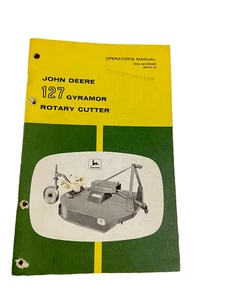 OPERATOR'S MANUAL
JOHN DEERE
127 GYRAMOR
ROTARY CUTTER